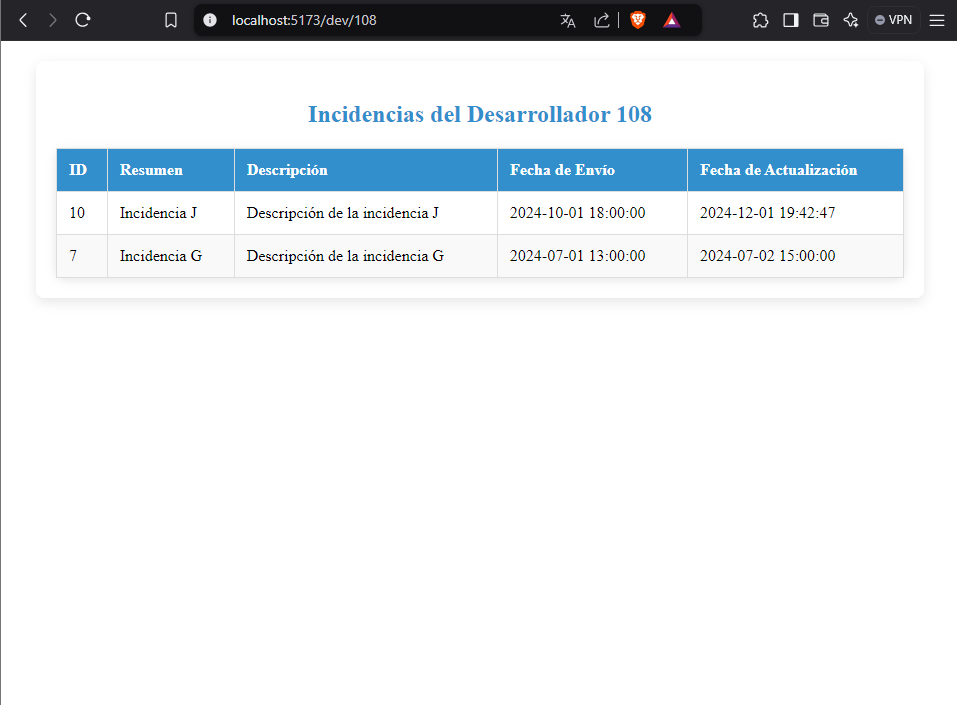 localhost:5173/dev/108
VPN
Incidencias del Desarrollador 108
ID Resumen Descripción Fecha de Envío Fecha de Actualización
10 Incidencia J Descripción de la incidencia J 2024-10-01 18:00:00 2024-12-01 19:42:47
7 Incidencia G Descripción de la incidencia G 2024-07-01 13:00:00 2024-07-02 15:00:00